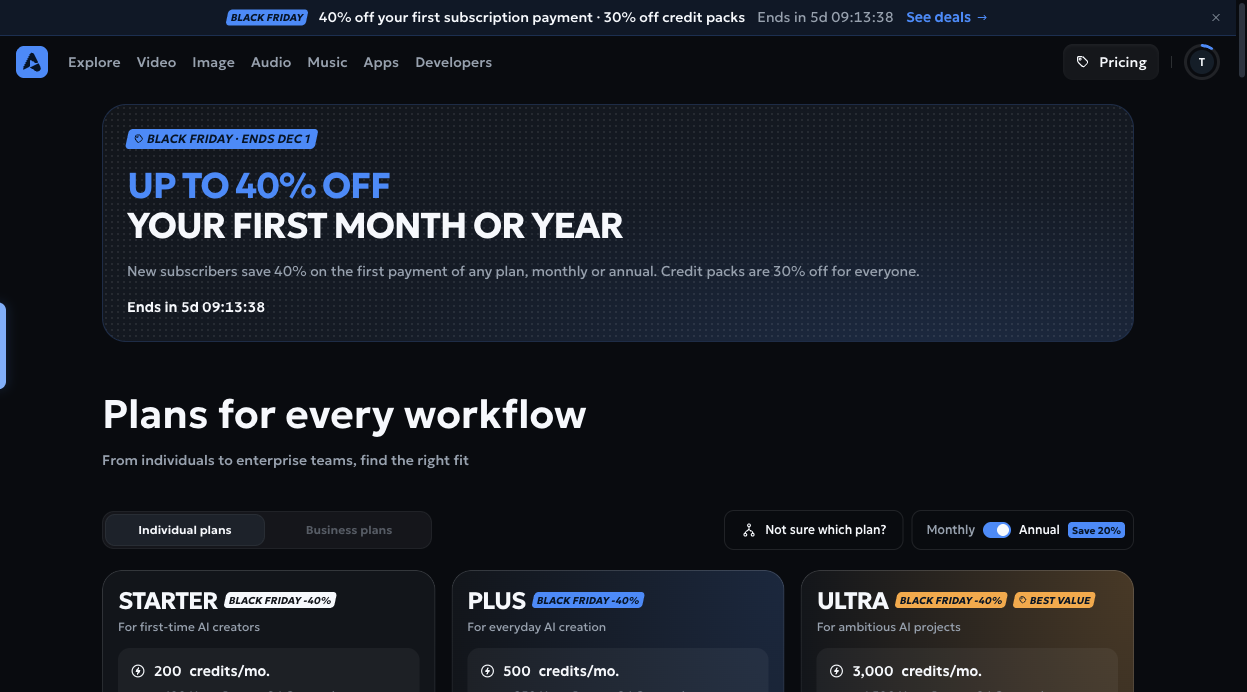 BLACK FRIDAY 40% off your first subscription payment · 30% off credit packs Ends in 5d 09:13:38 See deals →
Explore Video Image Audio Music Apps Developers Pricing T
BLACK FRIDAY · ENDS DEC 1
UP TO 40% OFF
YOUR FIRST MONTH OR YEAR
New subscribers save 40% on the first payment of any plan, monthly or annual. Credit packs are 30% off for everyone.
Ends in 5d 09:13:38
Plans for every workflow
From individuals to enterprise teams, find the right fit
Individual plans Business plans Not sure which plan? Monthly Annual Save 20%
STARTER BLACK FRIDAY -40%
For first-time AI creators
200 credits/mo.
PLUS BLACK FRIDAY -40%
For everyday AI creation
500 credits/mo.
ULTRA BLACK FRIDAY -40% BEST VALUE
For ambitious AI projects
3,000 credits/mo.